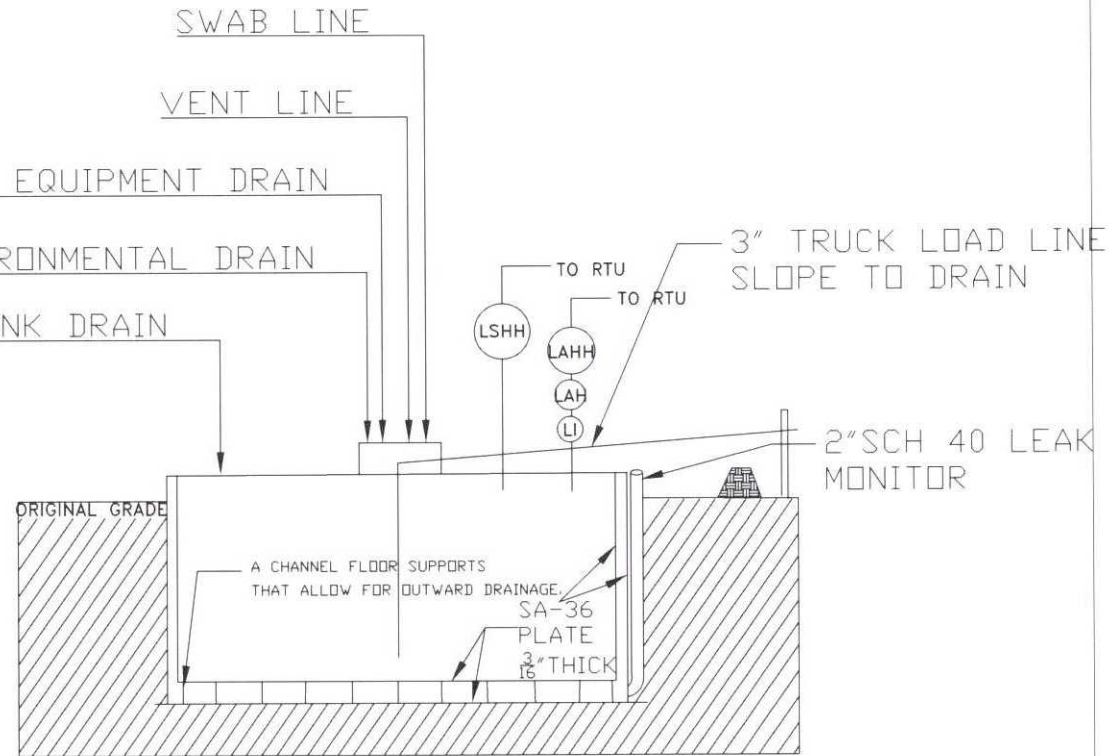 SWAB LINE
VENT LINE
EQUIPMENT DRAIN
RONMENTAL DRAIN
NK DRAIN
TO RTU
TO RTU
LSHH
LAHH
LAH
LI
3" TRUCK LOAD LINE
SLOPE TO DRAIN
2"SCH 40 LEAK
MONITOR
ORIGINAL GRADE
A CHANNEL FLOOR SUPPORTS
THAT ALLOW FOR OUTWARD DRAINAGE.
SA-36
PLATE
3/16"THICK